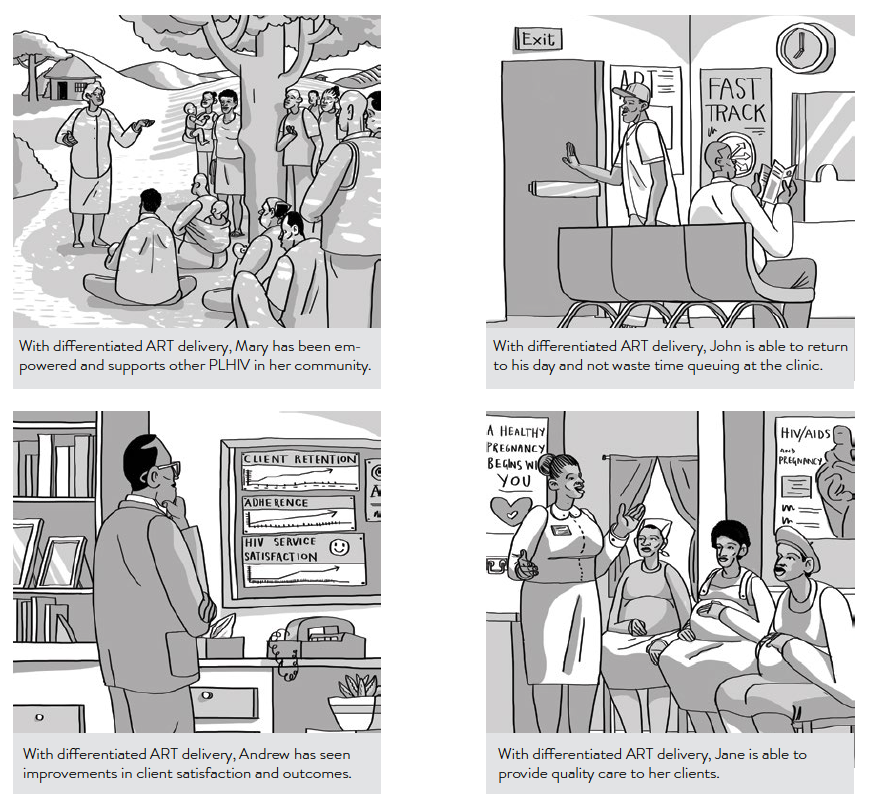 Exit
ART
FAST
TRACK
With differentiated ART delivery, Mary has been em-
powered and supports other PLHIV in her community.
With differentiated ART delivery, John is able to return
to his day and not waste time queuing at the clinic.
CLIENT RETENTION
ADHERENCE
HIV SERVICE
SATISFACTION
A HEALTHY
PREGNANCY
BEGINS WI
YOU
HIV/AIDS
and
PREGNANCY
With differentiated ART delivery, Andrew has seen
improvements in client satisfaction and outcomes.
With differentiated ART delivery, Jane is able to
provide quality care to her clients.